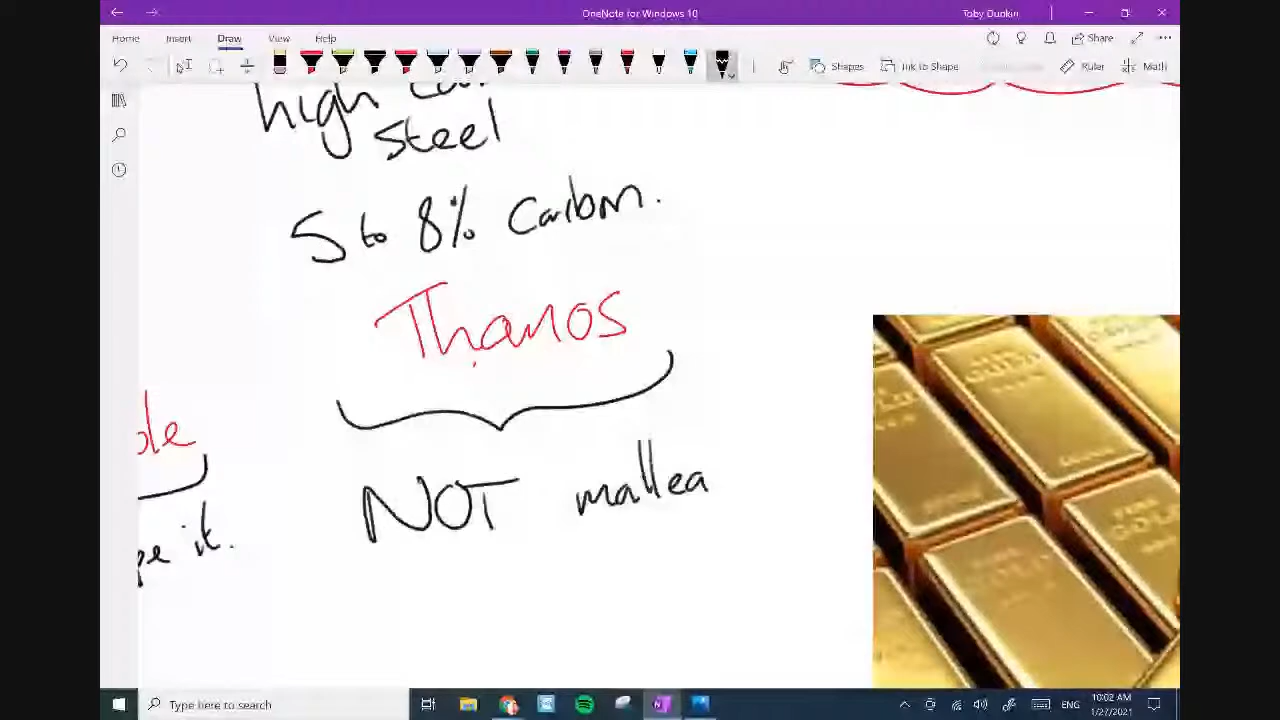 OneNote for Windows 10
Toby Dunkin
Home Insert Draw View Help
Share
Shapes Ink to Shape Ruler Math
high
steel
5 to 8% Carbon.
Thanos
NOT mallea
it.
GOLD
Type here to search
ENG
10:02 AM
1/27/2021